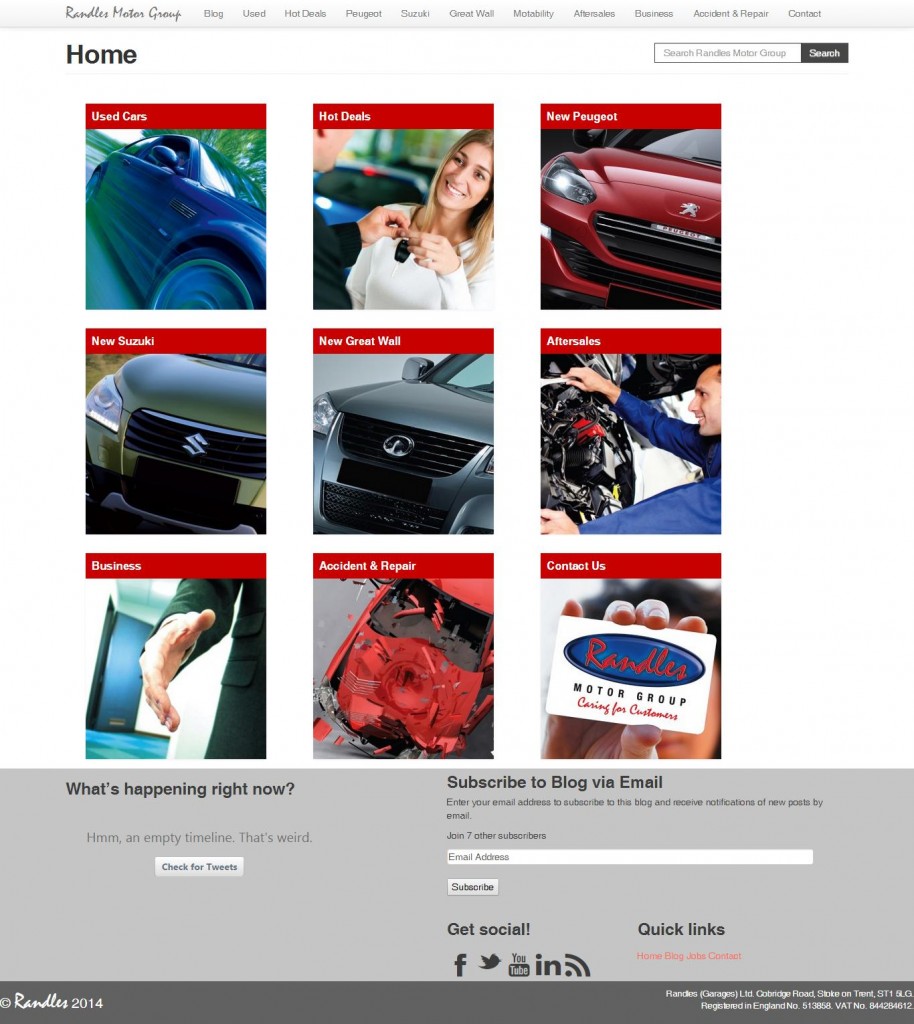 Randles Motor Group Blog Used Hot Deals Peugeot Suzuki Great Wall Motability Aftersales Business Accident & Repair Contact
Home
Search Randles Motor Group Search
Used Cars
Hot Deals
New Peugeot
PEUGEOT
New Suzuki
New Great Wall
Aftersales
Business
Accident & Repair
Contact Us
Randles
MOTOR GROUP
Caring for Customers
What's happening right now?
Hmm, an empty timeline. That's weird.
Check for Tweets
Subscribe to Blog via Email
Enter your email address to subscribe to this blog and receive notifications of new posts by
email.
Join 7 other subscribers
Email Address
Subscribe
Get social!
You
Tube
in
Quick links
Home Blog Jobs Contact
© Randles 2014
Randles (Garages) Ltd. Cobridge Road, Stoke on Trent, ST1 5LG.
Registered in England No. 513858. VAT No. 844284612.